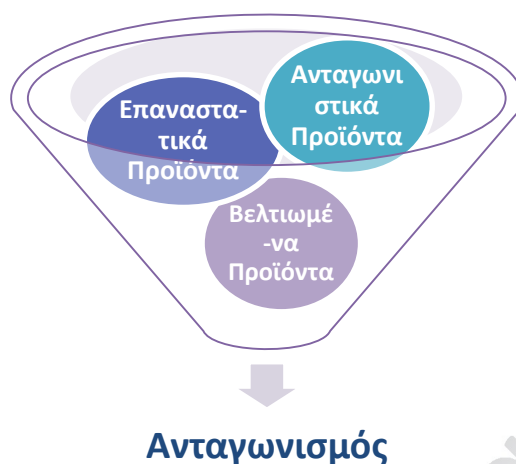 Επαναστα-
τικά
Προϊόντα
Ανταγωνι
στικά
Προϊόντα
Βελτιωμέ
-να
Προϊόντα
Ανταγωνισμός